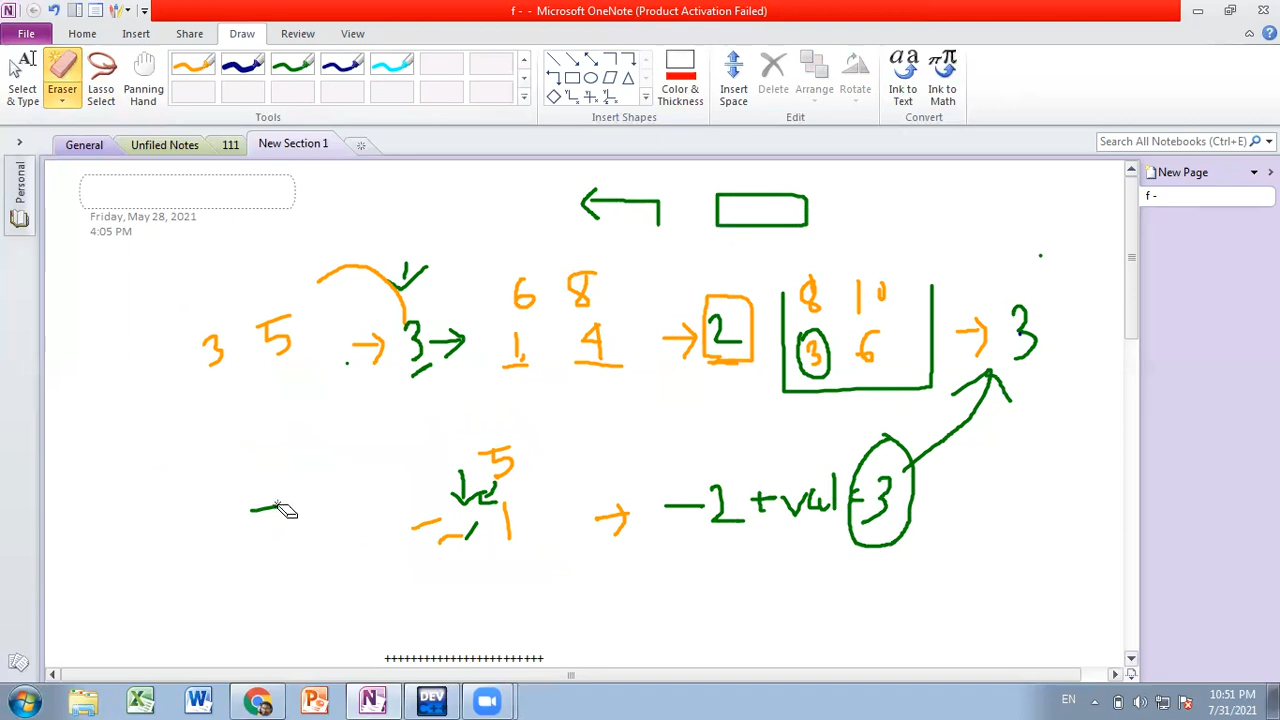 f - - Microsoft OneNote (Product Activation Failed)
File Home Insert Share Draw Review View
Select & Type
Eraser
Lasso Select
Panning Hand
Color & Thickness
Insert Space
Delete
Arrange
Rotate
Ink to Text
Ink to Math
Tools
Insert Shapes
Edit
Convert
General Unfiled Notes 111 New Section 1
Search All Notebooks (Ctrl+E)
Personal
New Page
f -
Friday, May 28, 2021
4:05 PM
6 8 8 10
3 5 → 3 → 1 4 → 2 3 6 → 3
5
1 → -2 + val = 3
++++++++++++++++++++++++
EN
10:51 PM
7/31/2021
DEV